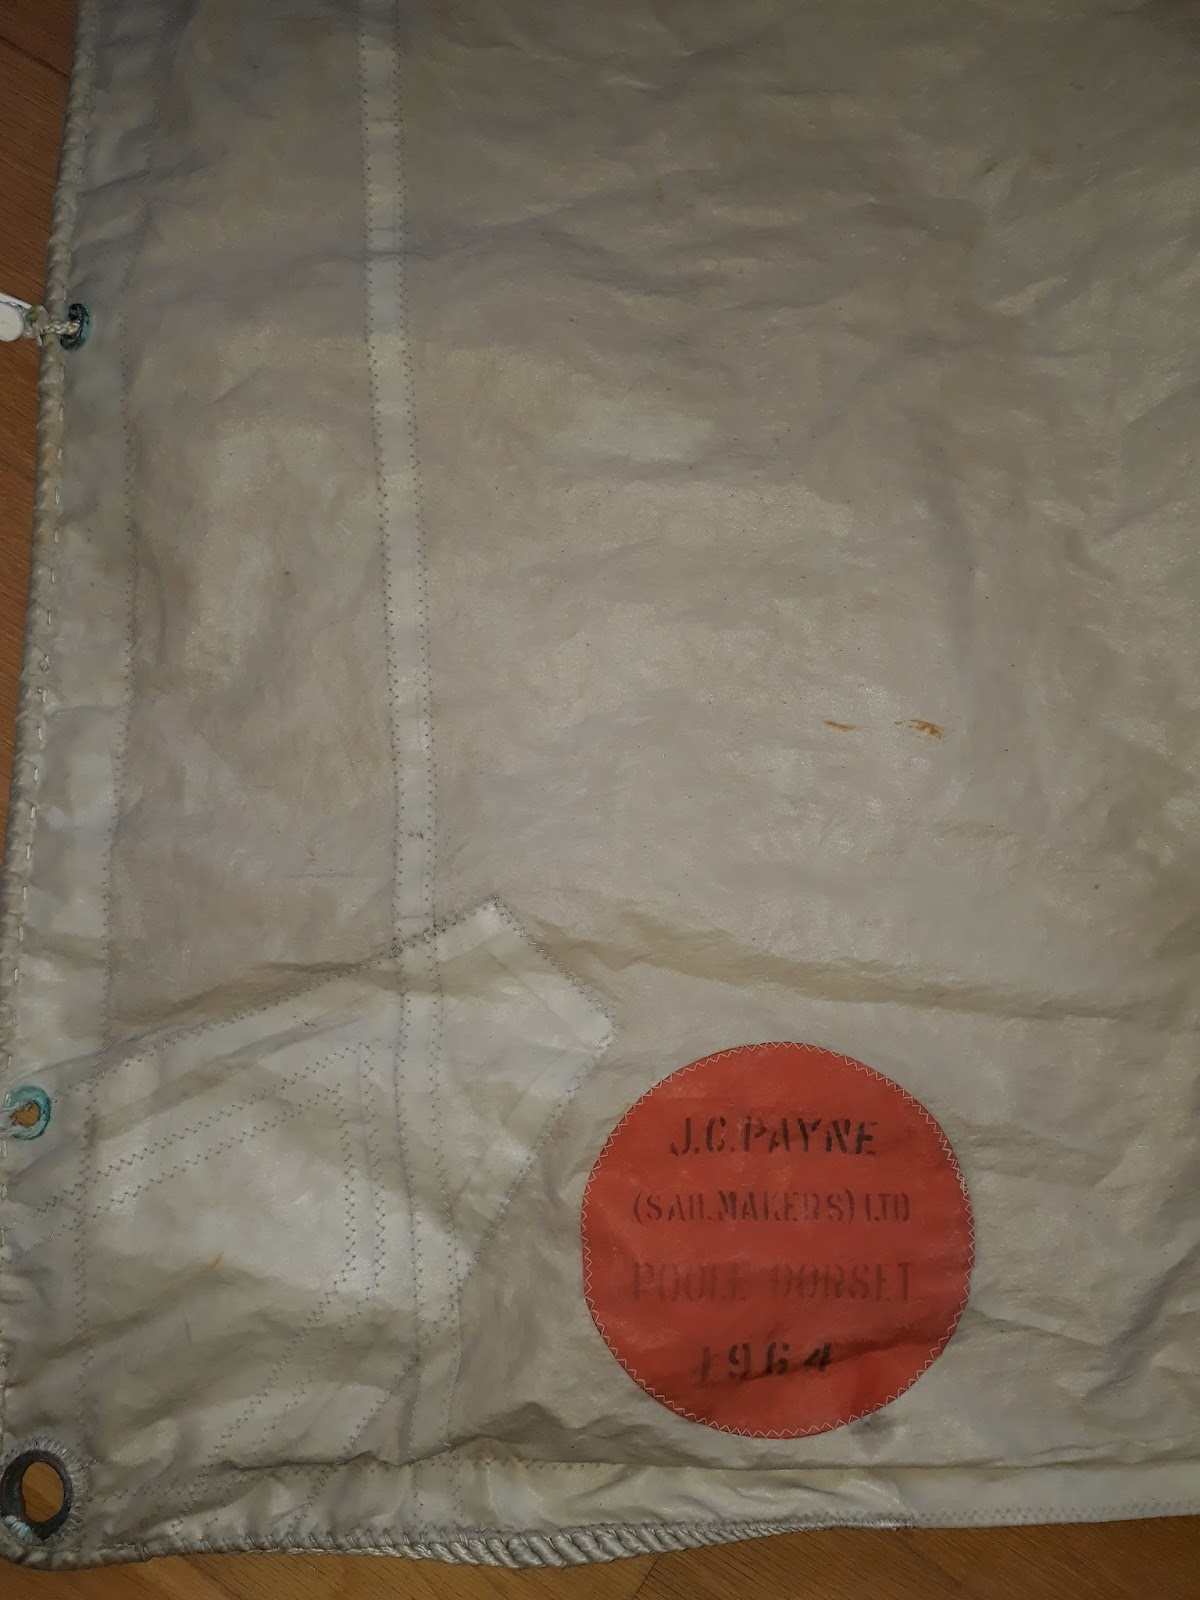 J.C.PAYNE
(SAILMAKERS) LTD
POOLE DORSET
1964